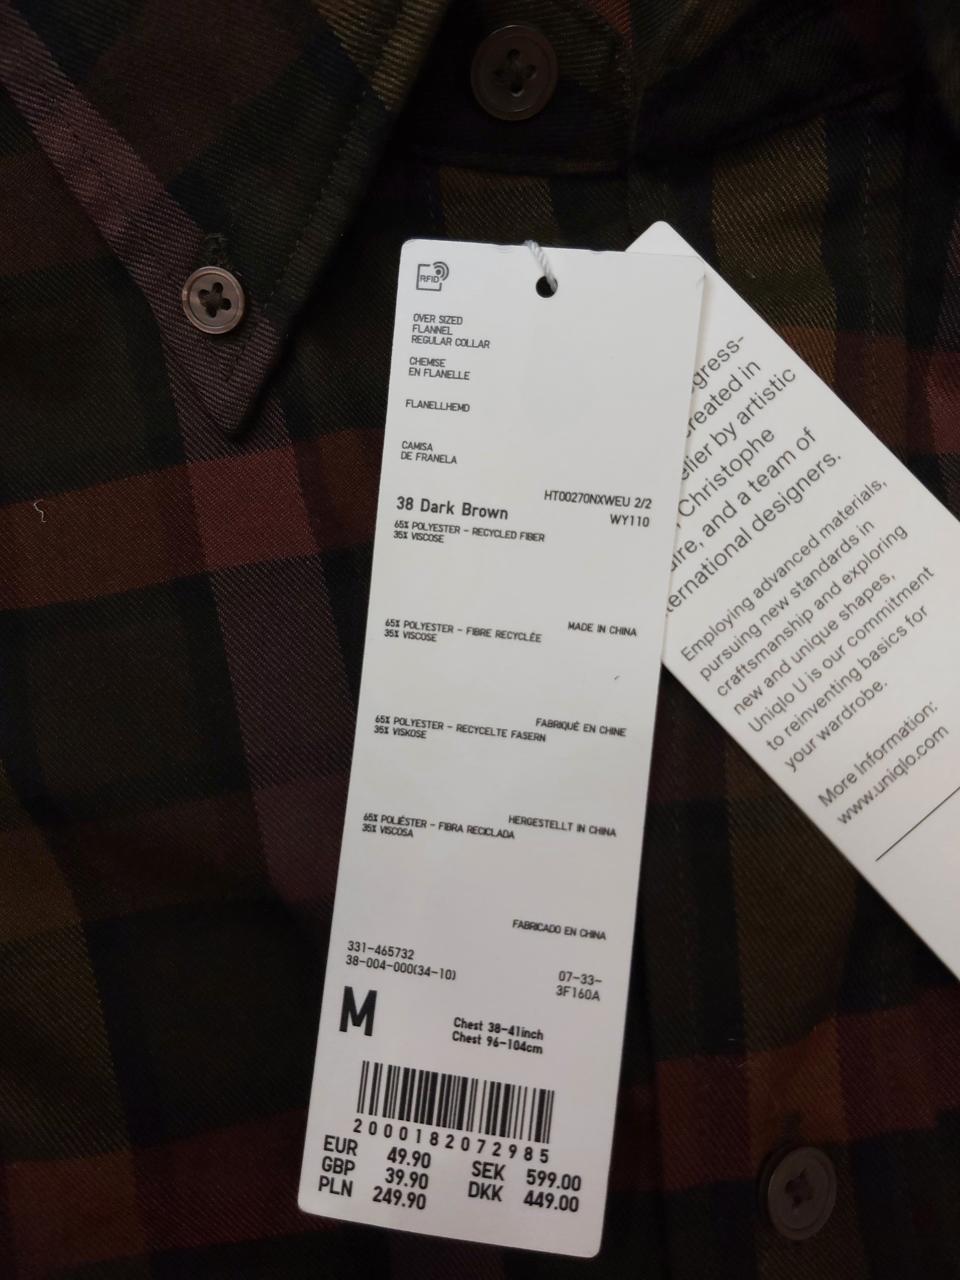 RFID
OVER SIZED
FLANNEL
REGULAR COLLAR
CHEMISE
EN FLANELLE
FLANELLHEMD
CAMISA
DE FRANELA
HT00270NXWEU 2/2
38 Dark Brown
WY110
65% POLYESTER - RECYCLED FIBER
35% VISCOSE
MADE IN CHINA
65% POLYESTER - FIBRE RECYCLÉE
35% VISCOSE
FABRIQUÉ EN CHINE
65% POLYESTER - RECYCELTE FASERN
35% VISKOSE
HERGESTELLT IN CHINA
65% POLIÉSTER - FIBRA RECICLADA
35% VISCOSA
FABRICADO EN CHINA
331-465732
38-004-000(34-10)
07-33-
3F160A
M
Chest 38-41inch
Chest 96-104cm
2000182072985
EUR 49.90
GBP 39.90
PLN 249.90
SEK 599.00
DKK 449.00
in
by artistic
Christophe
and a team of
designers.
Employing advanced materials,
pursuing new standards in
craftsmanship and exploring
new and unique shapes,
Uniqlo U is our commitment
to reinventing basics for
your wardrobe.
More Information:
www.uniqlo.com